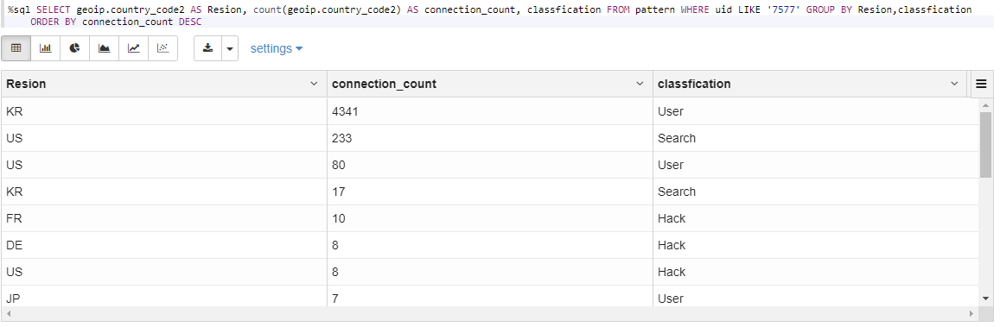 %sql SELECT geoip.country_code2 AS Resion, count(geoip.country_code2) AS connection_count, classfication FROM pattern WHERE uid LIKE '7577' GROUP BY Resion,classfication
ORDER BY connection_count DESC
settings
Resion connection_count classfication
KR 4341 User
US 233 Search
US 80 User
KR 17 Search
FR 10 Hack
DE 8 Hack
US 8 Hack
JP 7 User